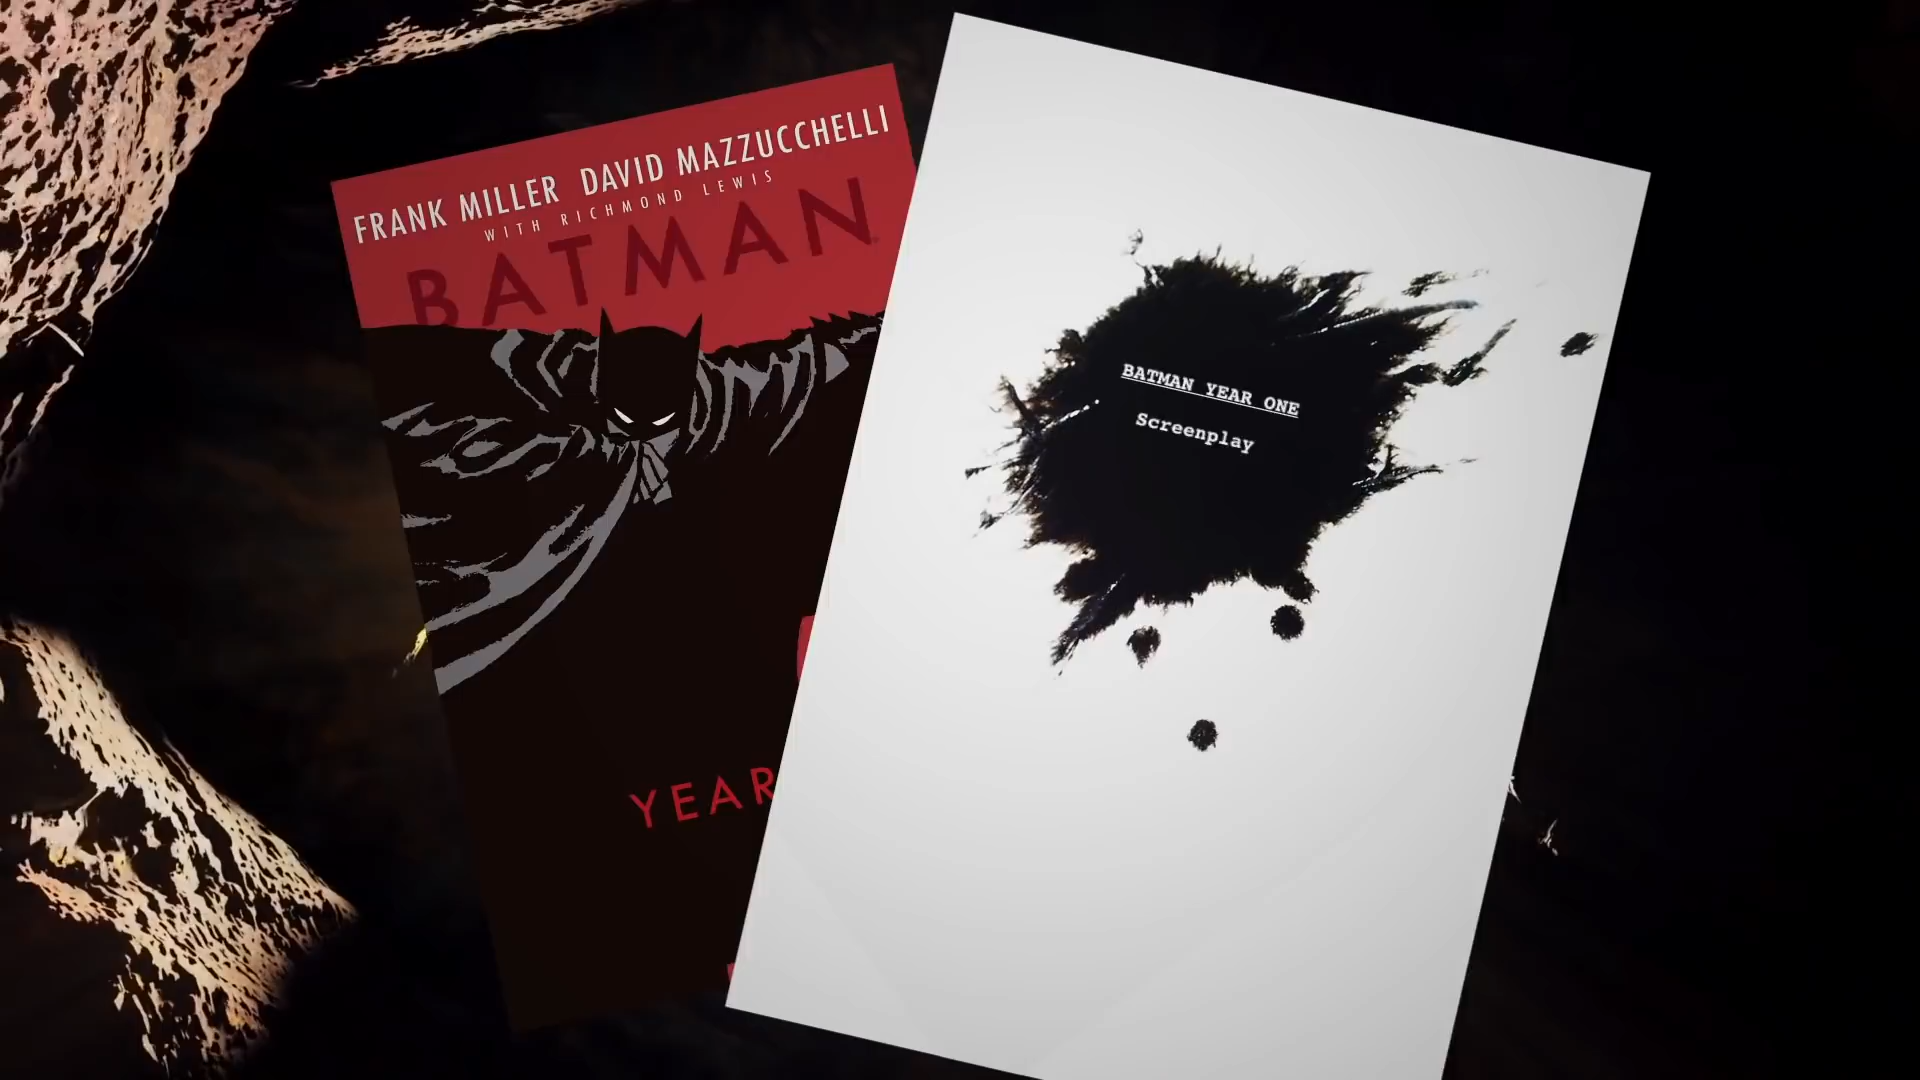 FRANK MILLER DAVID MAZZUCCHELLI
WITH RICHMOND LEWIS
BATMAN
YEAR
BATMAN YEAR ONE
Screenplay